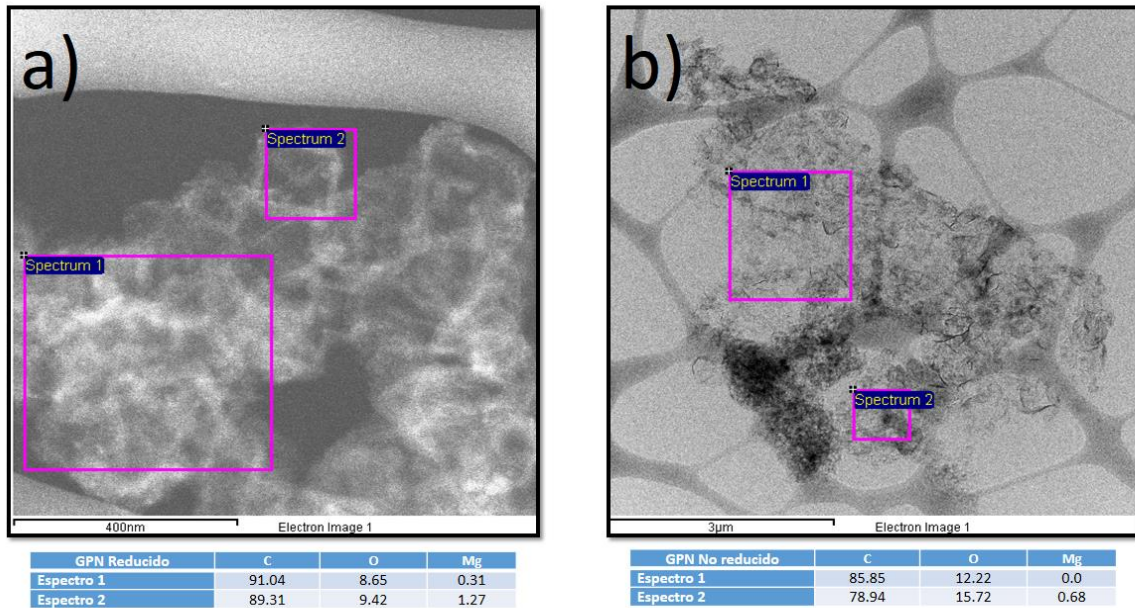 a)
Spectrum 2
Spectrum 1
400nm Electron Image 1
GPN Reducido C O Mg
Espectro 1 91.04 8.65 0.31
Espectro 2 89.31 9.42 1.27
b)
Spectrum 1
Spectrum 2
3µm Electron Image 1
GPN No reducido C O Mg
Espectro 1 85.85 12.22 0.0
Espectro 2 78.94 15.72 0.68